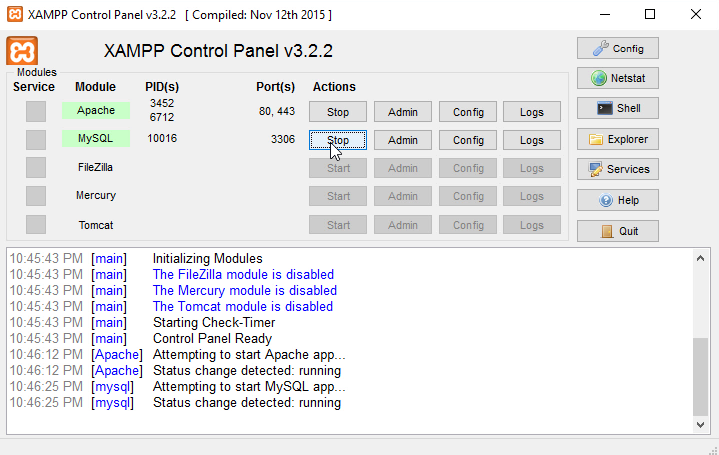 XAMPP Control Panel v3.2.2 [ Compiled: Nov 12th 2015 ]
XAMPP Control Panel v3.2.2
Config
Modules
Service Module PID(s) Port(s) Actions
Netstat
Apache 3452 6712 80, 443 Stop Admin Config Logs
Shell
MySQL 10016 3306 Stop Admin Config Logs
Explorer
FileZilla Start Admin Config Logs
Services
Mercury Start Admin Config Logs
Help
Tomcat Start Admin Config Logs
Quit
10:45:43 PM [main] Initializing Modules
10:45:43 PM [main] The FileZilla module is disabled
10:45:43 PM [main] The Mercury module is disabled
10:45:43 PM [main] The Tomcat module is disabled
10:45:43 PM [main] Starting Check-Timer
10:45:43 PM [main] Control Panel Ready
10:46:12 PM [Apache] Attempting to start Apache app...
10:46:12 PM [Apache] Status change detected: running
10:46:25 PM [mysql] Attempting to start MySQL app...
10:46:25 PM [mysql] Status change detected: running